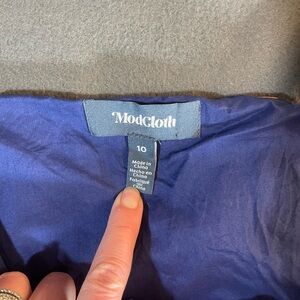 ModCloth
10
Made in
China
Hecho en
China
Fabriqué
en
Chine